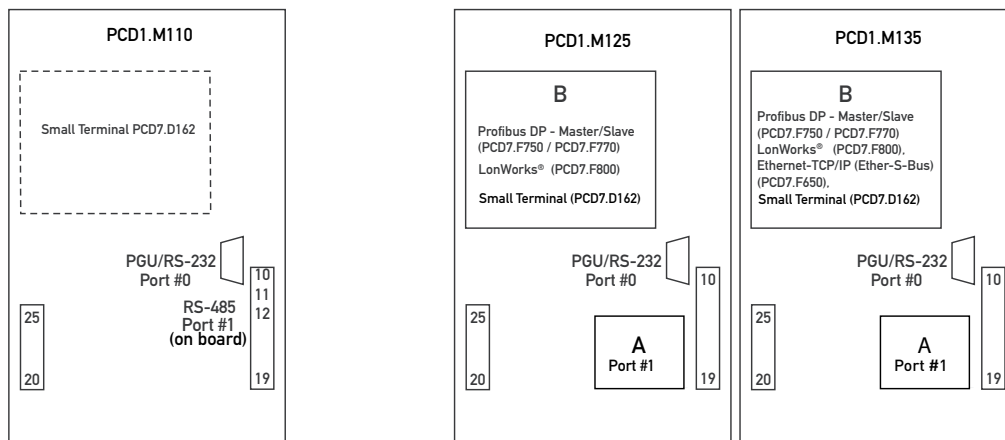 PCD1.M110
Small Terminal PCD7.D162
PGU/RS-232
Port #0
10
11
RS-485
12
Port #1
(on board)
25
20
19
PCD1.M125
B
Profibus DP - Master/Slave
(PCD7.F750 / PCD7.F770)
LonWorks® (PCD7.F800)
Small Terminal (PCD7.D162)
PGU/RS-232
Port #0
10
25
A
Port #1
20
19
PCD1.M135
B
Profibus DP - Master/Slave
(PCD7.F750 / PCD7.F770)
LonWorks® (PCD7.F800),
Ethernet-TCP/IP (Ether-S-Bus)
(PCD7.F650),
Small Terminal (PCD7.D162)
PGU/RS-232
Port #0
10
25
A
Port #1
20
19